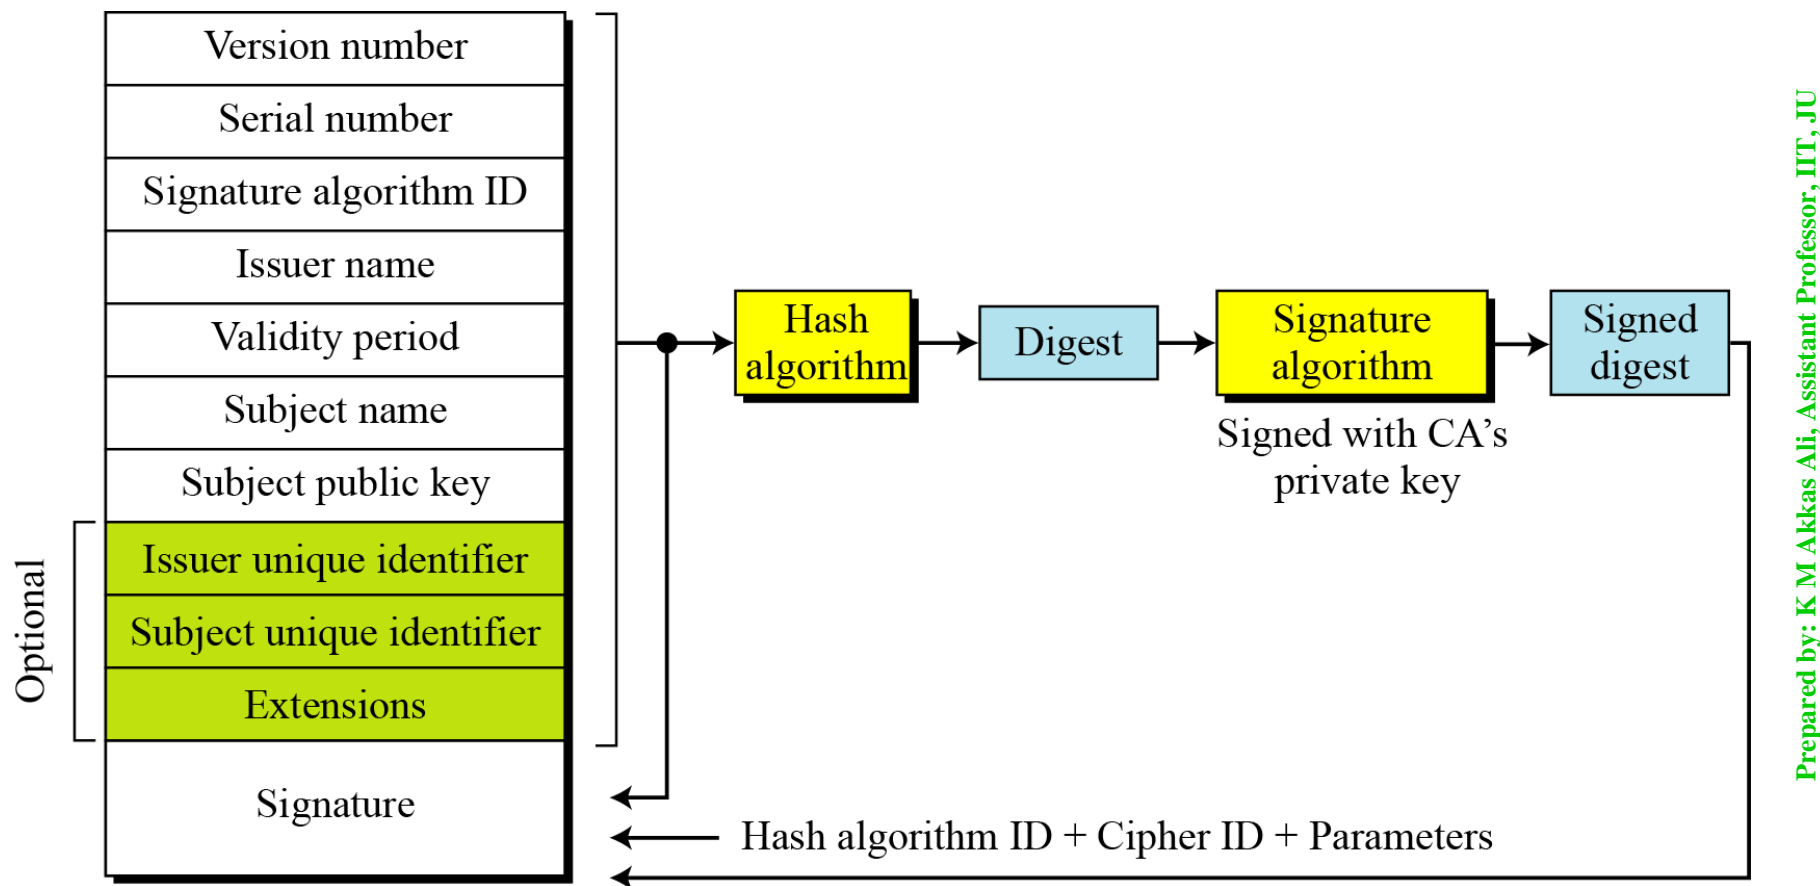 Version number
Serial number
Signature algorithm ID
Issuer name
Validity period
Subject name
Subject public key
Optional
Issuer unique identifier
Subject unique identifier
Extensions
Signature
Hash
algorithm
Digest
Signature
algorithm
Signed with CA’s
private key
Signed
digest
Hash algorithm ID + Cipher ID + Parameters
Prepared by: K M Akkas Ali, Assistant Professor, IIT, JU